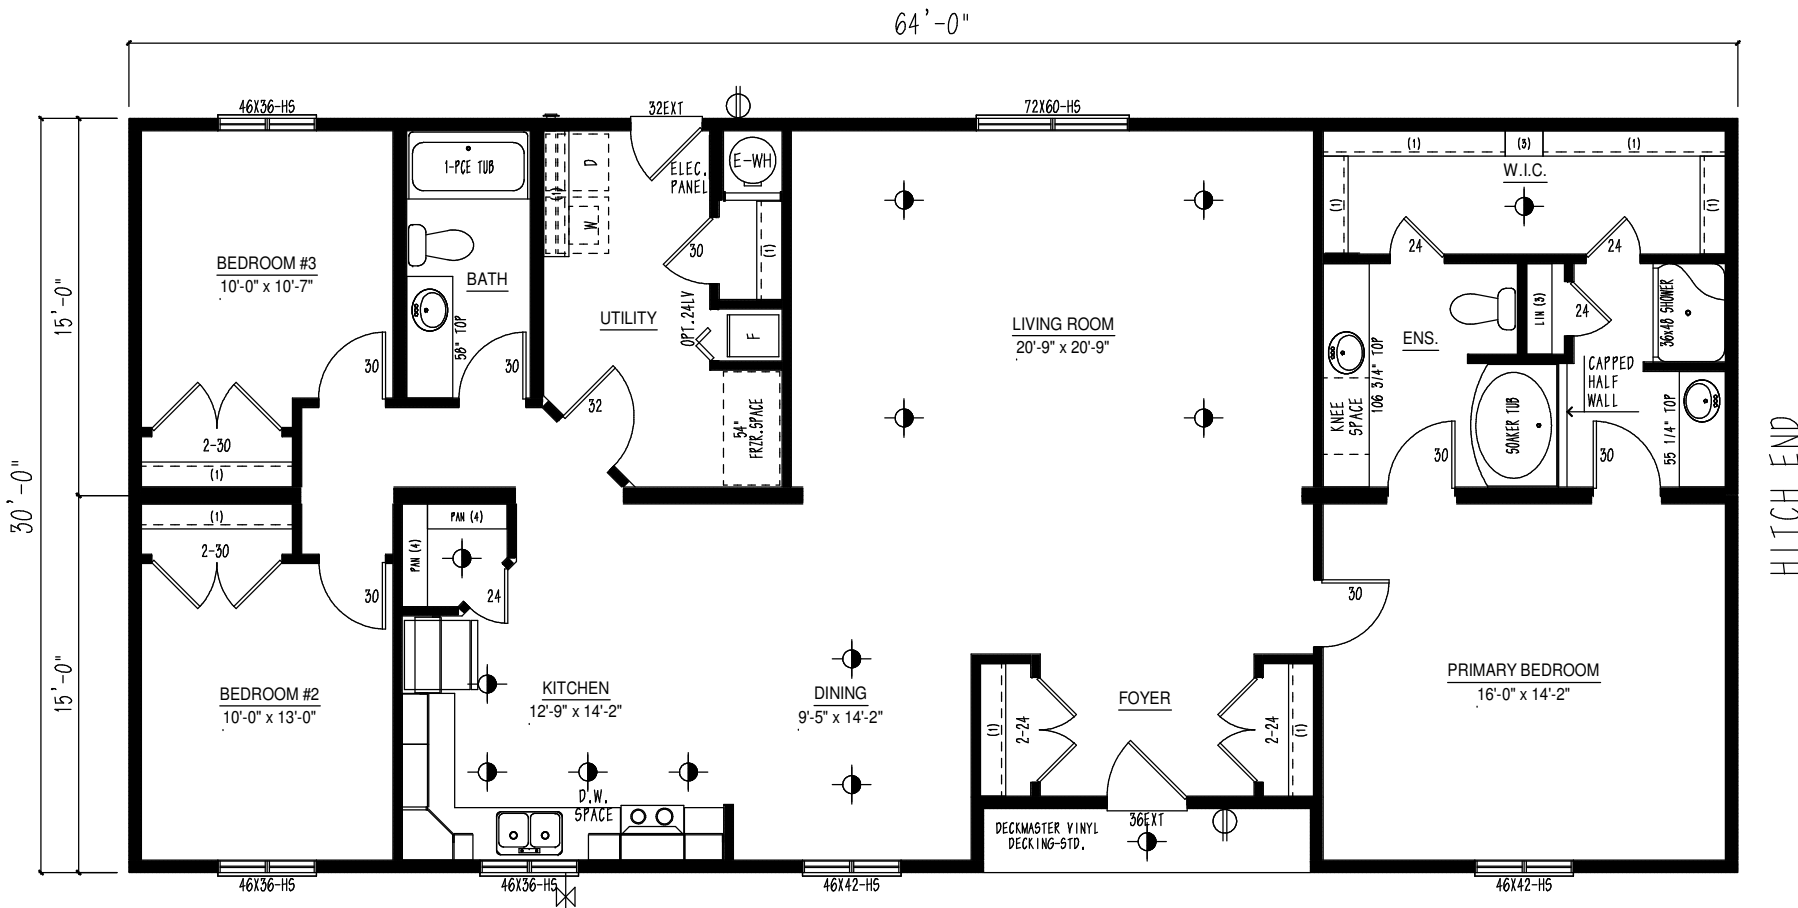 64'-0"
46X36-HS
32EXT
72X60-HS
1-PCE TUB
D
ELEC.
PANEL
E-WH
(1)
W
(1)
(3)
(1)
W.I.C.
(1)
(1)
30
(1)
24
24
BEDROOM #3
10'-0" x 10'-7"
BATH
UTILITY
OPT.24LV
F
58" TOP
LIVING ROOM
20'-9" x 20'-9"
ENS.
LIN (3)
24
36x48 SHOWER
15'-0"
30
30
32
54"
FRZR.SPACE
106 3/4" TOP
KNEE
SPACE
SOAKER TUB
CAPPED
HALF
WALL
55 1/4" TOP
30
30
2-30
(1)
30'-0"
HITCH END
(1)
2-30
PAN (4)
PAN (4)
24
30
30
15'-0"
BEDROOM #2
10'-0" x 13'-0"
KITCHEN
12'-9" x 14'-2"
DINING
9'-5" x 14'-2"
FOYER
PRIMARY BEDROOM
16'-0" x 14'-2"
(1)
2-24
2-24
(1)
D.W.
SPACE
DECKMASTER VINYL
DECKING-STD.
36EXT
46X36-HS
46X36-HS
46X42-HS
46X42-HS